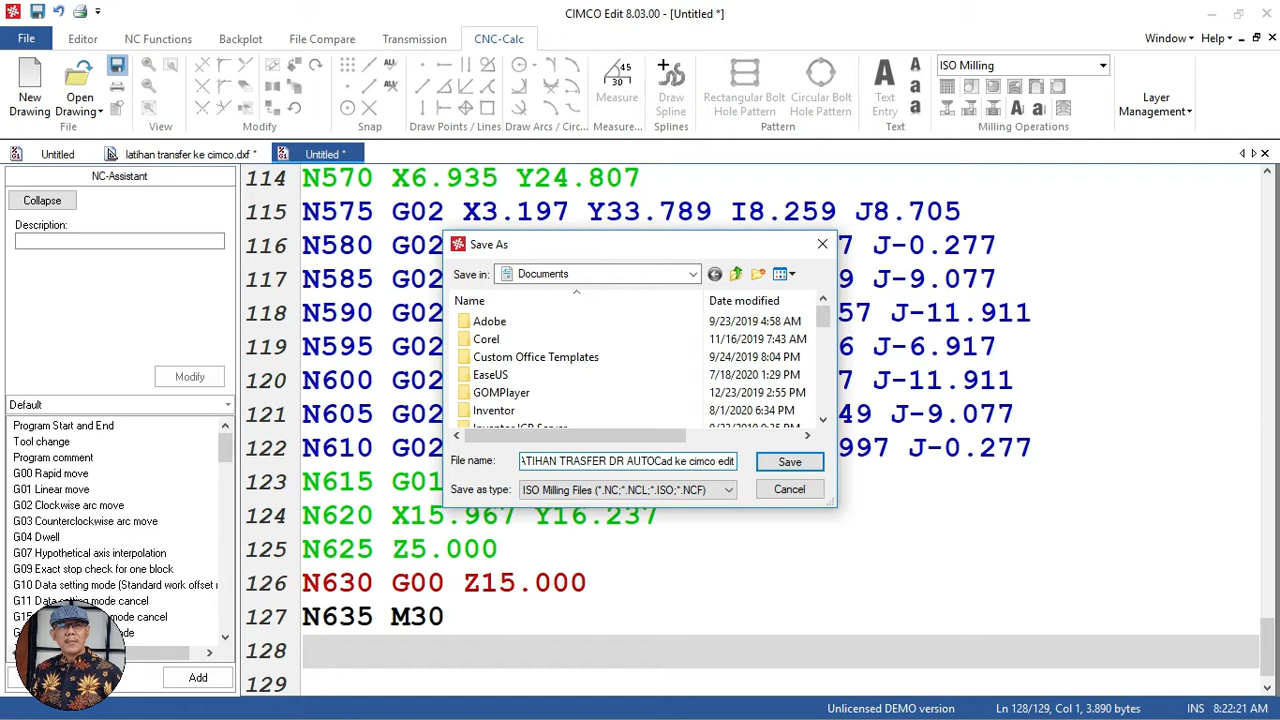 CIMCO Edit 8.03.00 - [Untitled *]
File Editor NC Functions Backplot File Compare Transmission CNC-Calc Window Help
New Drawing Open Drawing
Measure Draw Spline Rectangular Bolt Hole Pattern Circular Bolt Hole Pattern Text Entry
ISO Milling
Layer Management
File View Modify Snap Draw Points / Lines Draw Arcs / Circ... Measure... Splines Pattern Text Milling Operations
Untitled latihan transfer ke cimco.dxf * Untitled *
NC-Assistant
Collapse
Description:
Modify
Default
Program Start and End
Tool change
Program comment
G00 Rapid move
G01 Linear move
G02 Clockwise arc move
G03 Counterclockwise arc move
G04 Dwell
G07 Hypothetical axis interpolation
G09 Exact stop check for one block
G10 Data setting mode (Standard work offset
G11 Data setting mode cancel
Add
114 N570 X6.935 Y24.807
115 N575 G02 X3.197 Y33.789 I8.259 J8.705
116 N580 G02 7 J-0.277
117 N585 G02 9 J-9.077
118 N590 G02 57 J-11.911
119 N595 G02 6 J-6.917
120 N600 G02 7 J-11.911
121 N605 G02 49 J-9.077
122 N610 G02 997 J-0.277
123 N615 G01
124 N620 X15.967 Y16.237
125 N625 Z5.000
126 N630 G00 Z15.000
127 N635 M30
128
129
Save As
Save in: Documents
Name Date modified
Adobe 9/23/2019 4:58 AM
Corel 11/16/2019 7:43 AM
Custom Office Templates 9/24/2019 8:04 PM
EaseUS 7/18/2020 1:29 PM
GOMPlayer 12/23/2019 2:55 PM
Inventor 8/1/2020 6:34 PM
File name: ATIHAN TRASFER DR AUTOCad ke cimco edit
Save
Save as type: ISO Milling Files (*.NC;*.NCL;*.ISO;*.NCF)
Cancel
Unlicensed DEMO version Ln 128/129, Col 1, 3.890 bytes INS 8:22:21 AM